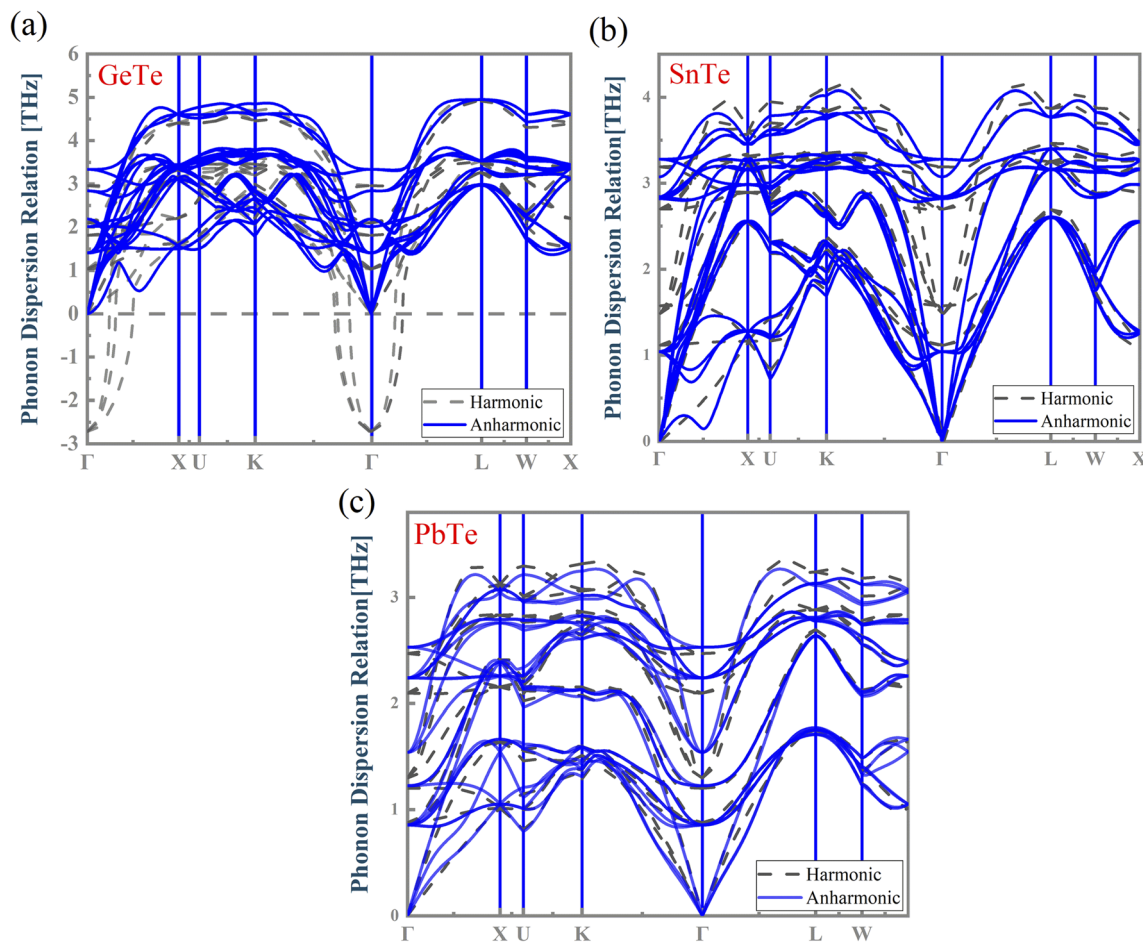 (a)
GeTe
Phonon Dispersion Relation [THz]
6
5
4
3
2
1
0
-1
-2
-3
Harmonic
Anharmonic
Γ X U K Γ L W X
(b)
SnTe
Phonon Dispersion Relation[THz]
4
3
2
1
0
Harmonic
Anharmonic
Γ X U K Γ L W X
(c)
PbTe
Phonon Dispersion Relation[THz]
3
2
1
0
Harmonic
Anharmonic
Γ X U K Γ L W